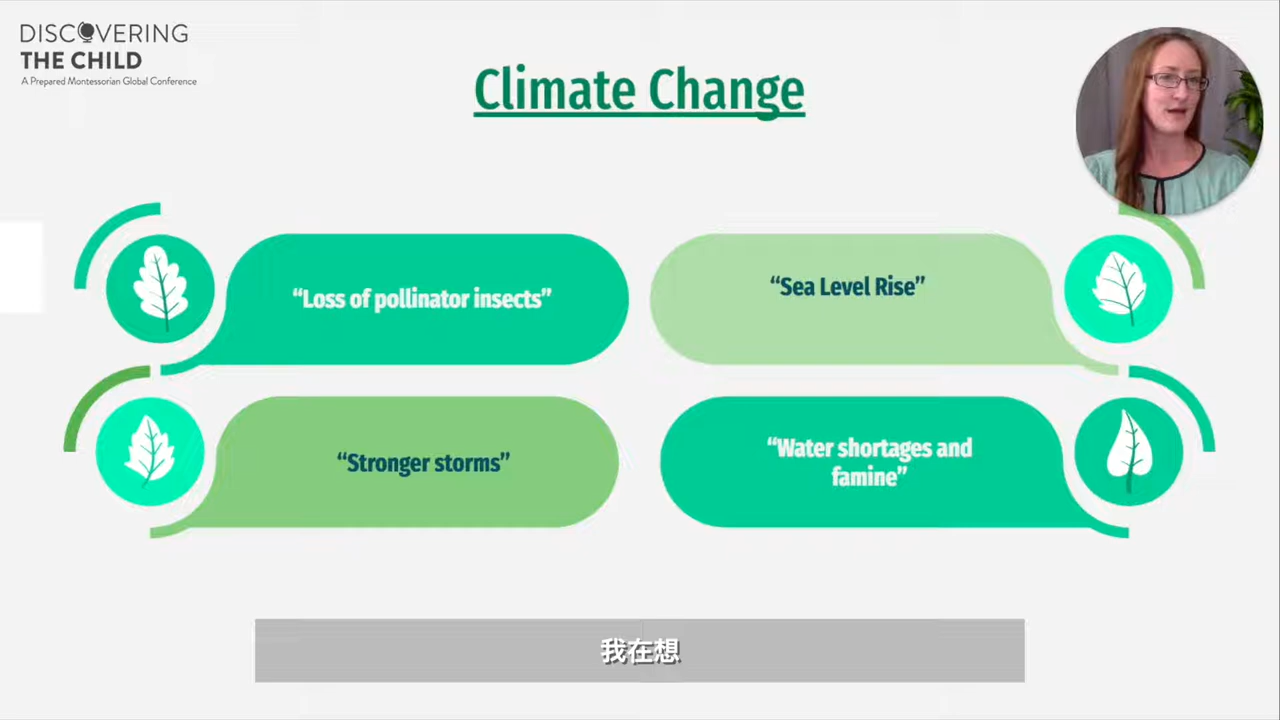 DISCOVERING
THE CHILD
A Prepared Montessorian Global Conference
Climate Change
“Loss of pollinator insects”
“Sea Level Rise”
“Stronger storms”
“Water shortages and
famine”
我在想